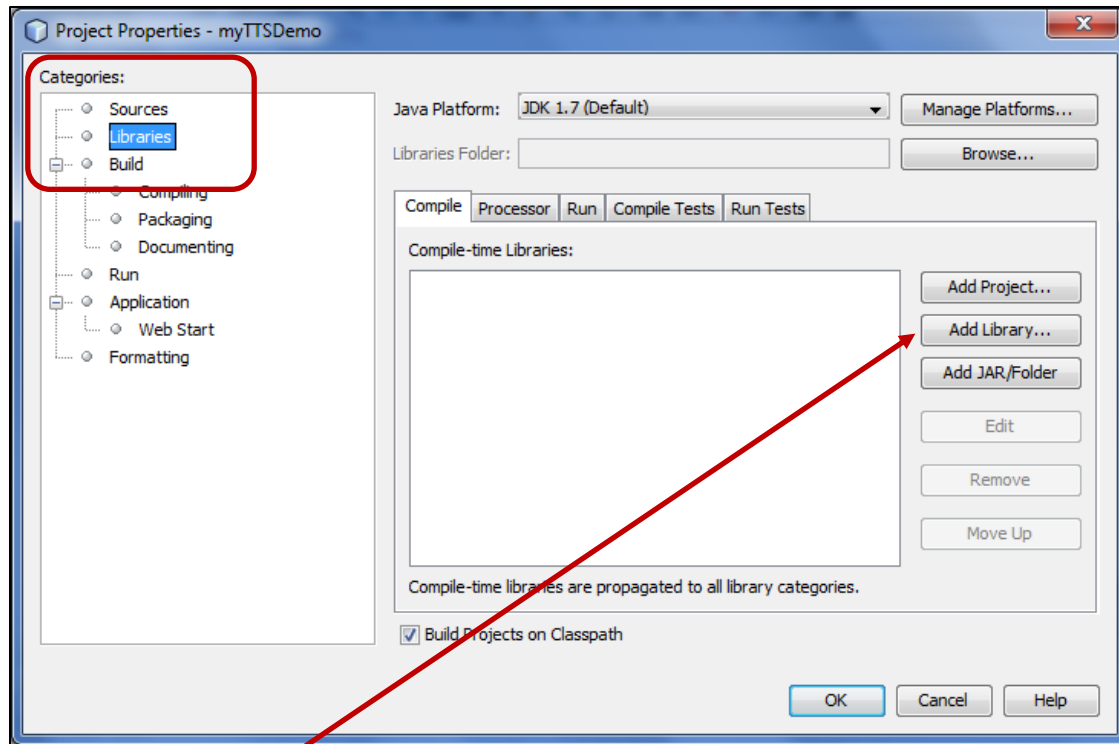 Project Properties - myTTSDemo
Categories:
Sources
Libraries
Build
Compiling
Packaging
Documenting
Run
Application
Web Start
Formatting
Java Platform: JDK 1.7 (Default) Manage Platforms...
Libraries Folder: Browse...
Compile Processor Run Compile Tests Run Tests
Compile-time Libraries:
Add Project...
Add Library...
Add JAR/Folder
Edit
Remove
Move Up
Compile-time libraries are propagated to all library categories.
Build Projects on Classpath
OK Cancel Help